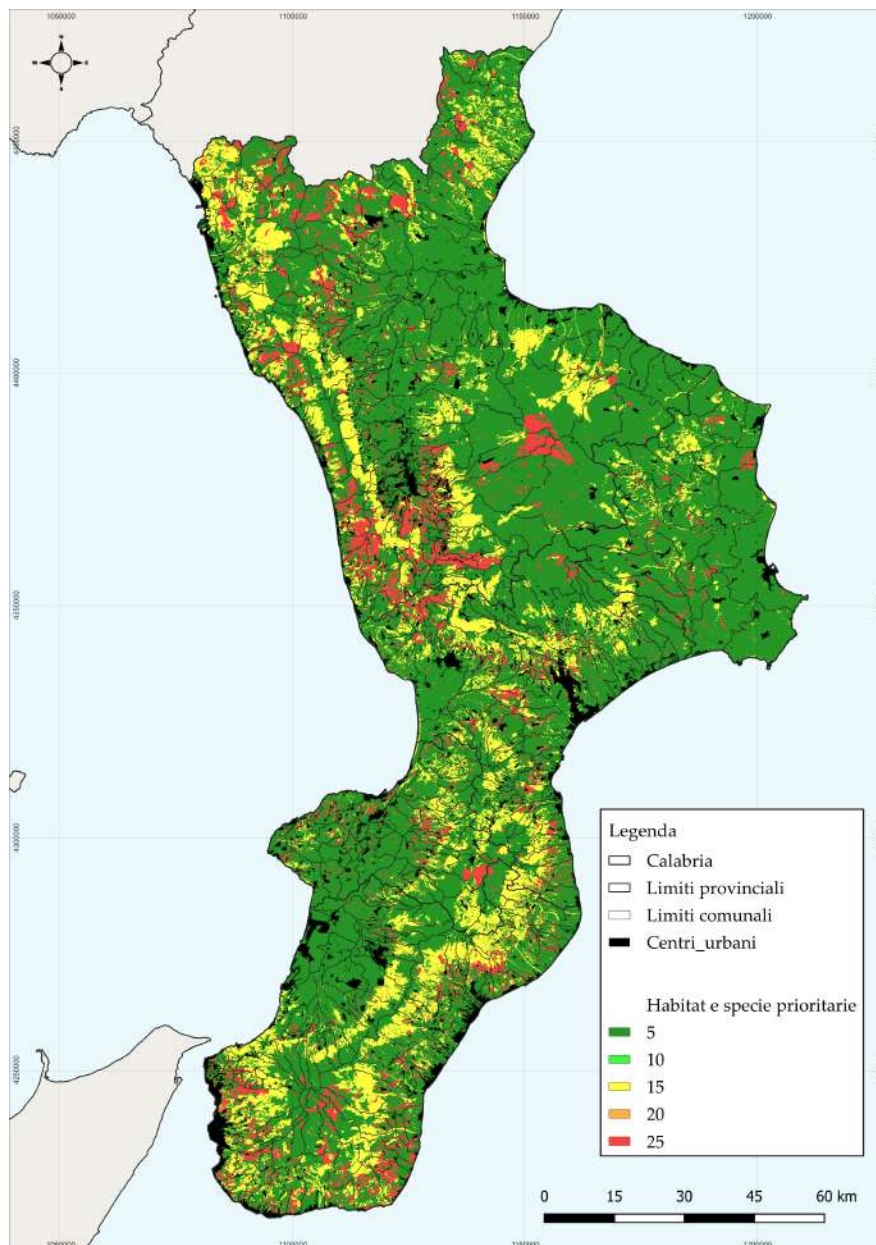 1050000 1100000 1150000 1200000
N
W
4400000
4350000
4300000
4250000
Legenda
Calabria
Limiti provinciali
Limiti comunali
Centri_urbani
Habitat e specie prioritarie
5
10
15
20
25
0 15 30 45 60 km
1100000